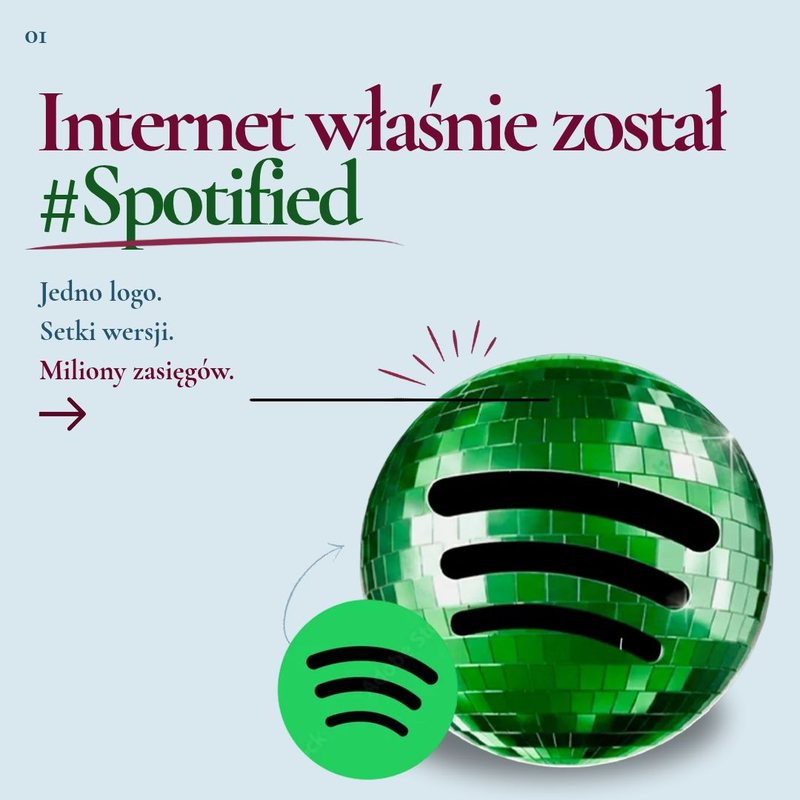 01
Internet właśnie został
#Spotified
Jedno logo.
Setki wersji.
Miliony zasięgów.